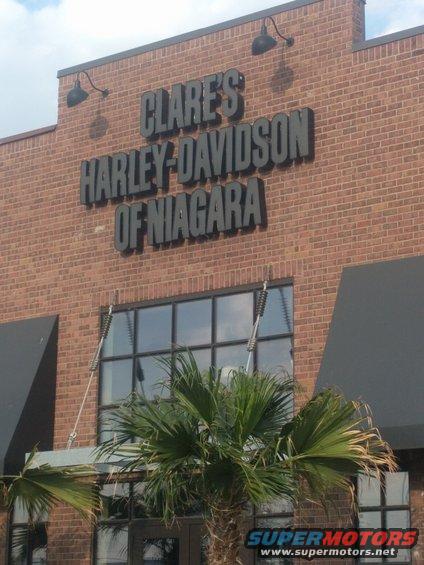 CLARE'S
HARLEY-DAVIDSON
OF NIAGARA
SUPERMOTORS
www.supermotors.net